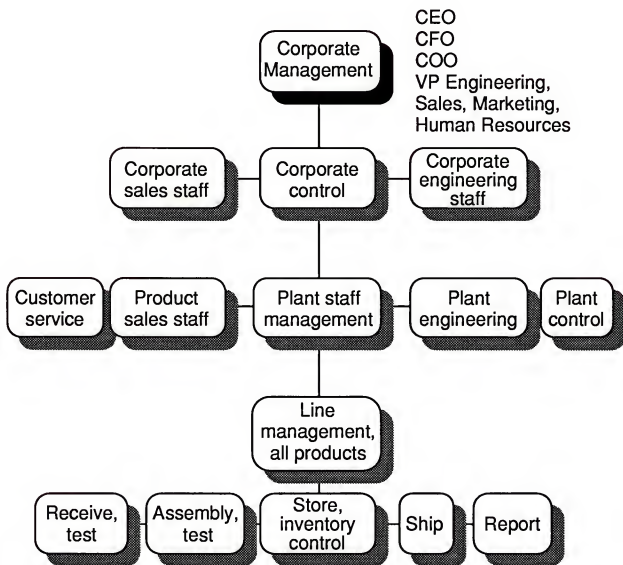 Corporate
Management
CEO
CFO
COO
VP Engineering,
Sales, Marketing,
Human Resources
Corporate
sales staff
Corporate
control
Corporate
engineering
staff
Customer
service
Product
sales staff
Plant staff
management
Plant
engineering
Plant
control
Line
management,
all products
Receive,
test
Assembly,
test
Store,
inventory
control
Ship
Report